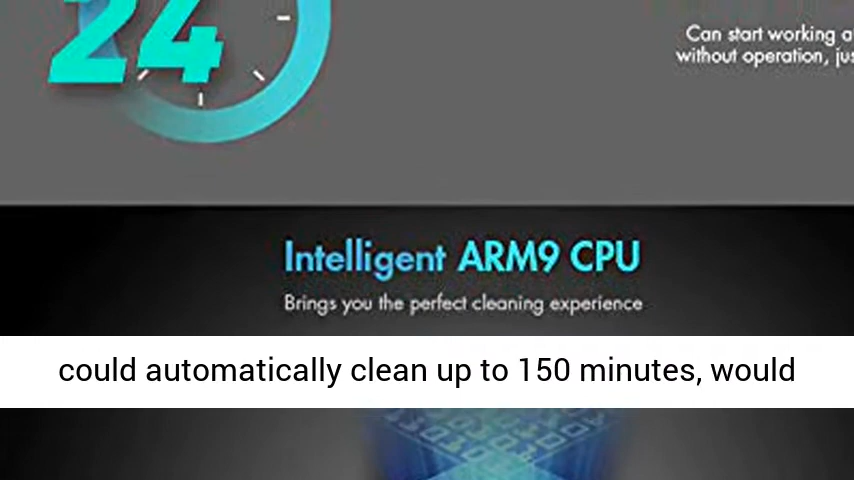 24
Can start working a
without operation, jus
Intelligent ARM9 CPU
Brings you the perfect cleaning experience
could automatically clean up to 150 minutes, would